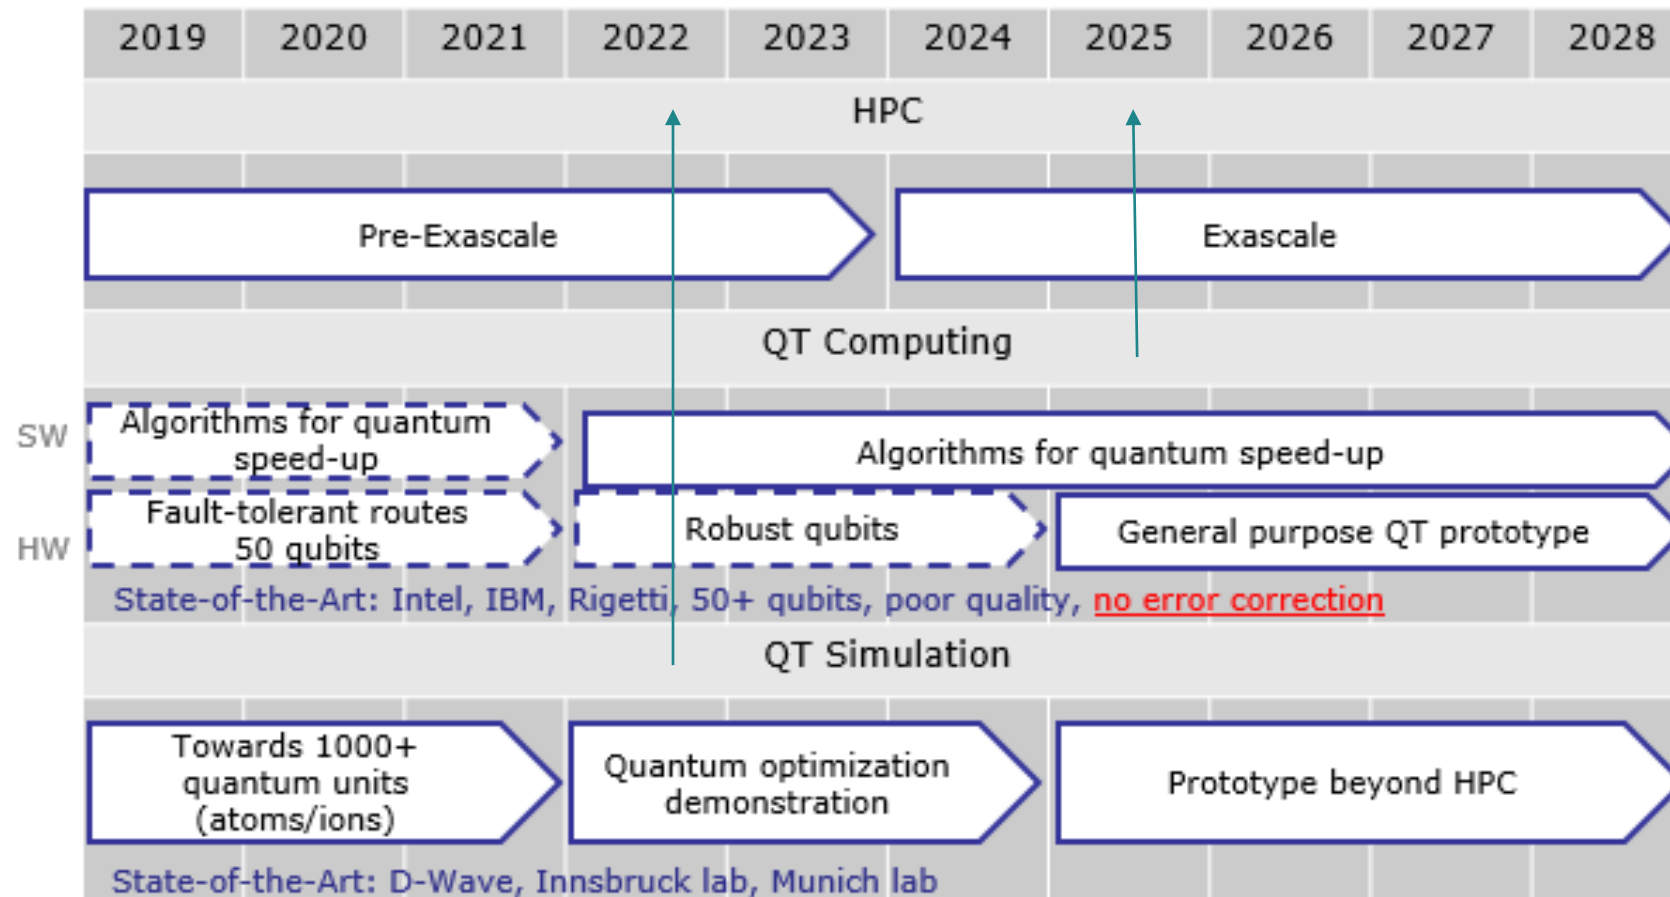 2019 2020 2021 2022 2023 2024 2025 2026 2027 2028
HPC
Pre-Exascale
Exascale
QT Computing
SW
Algorithms for quantum
speed-up
Algorithms for quantum speed-up
HW
Fault-tolerant routes
50 qubits
Robust qubits
General purpose QT prototype
State-of-the-Art: Intel, IBM, Rigetti, 50+ qubits, poor quality, no error correction
QT Simulation
Towards 1000+
quantum units
(atoms/ions)
Quantum optimization
demonstration
Prototype beyond HPC
State-of-the-Art: D-Wave, Innsbruck lab, Munich lab